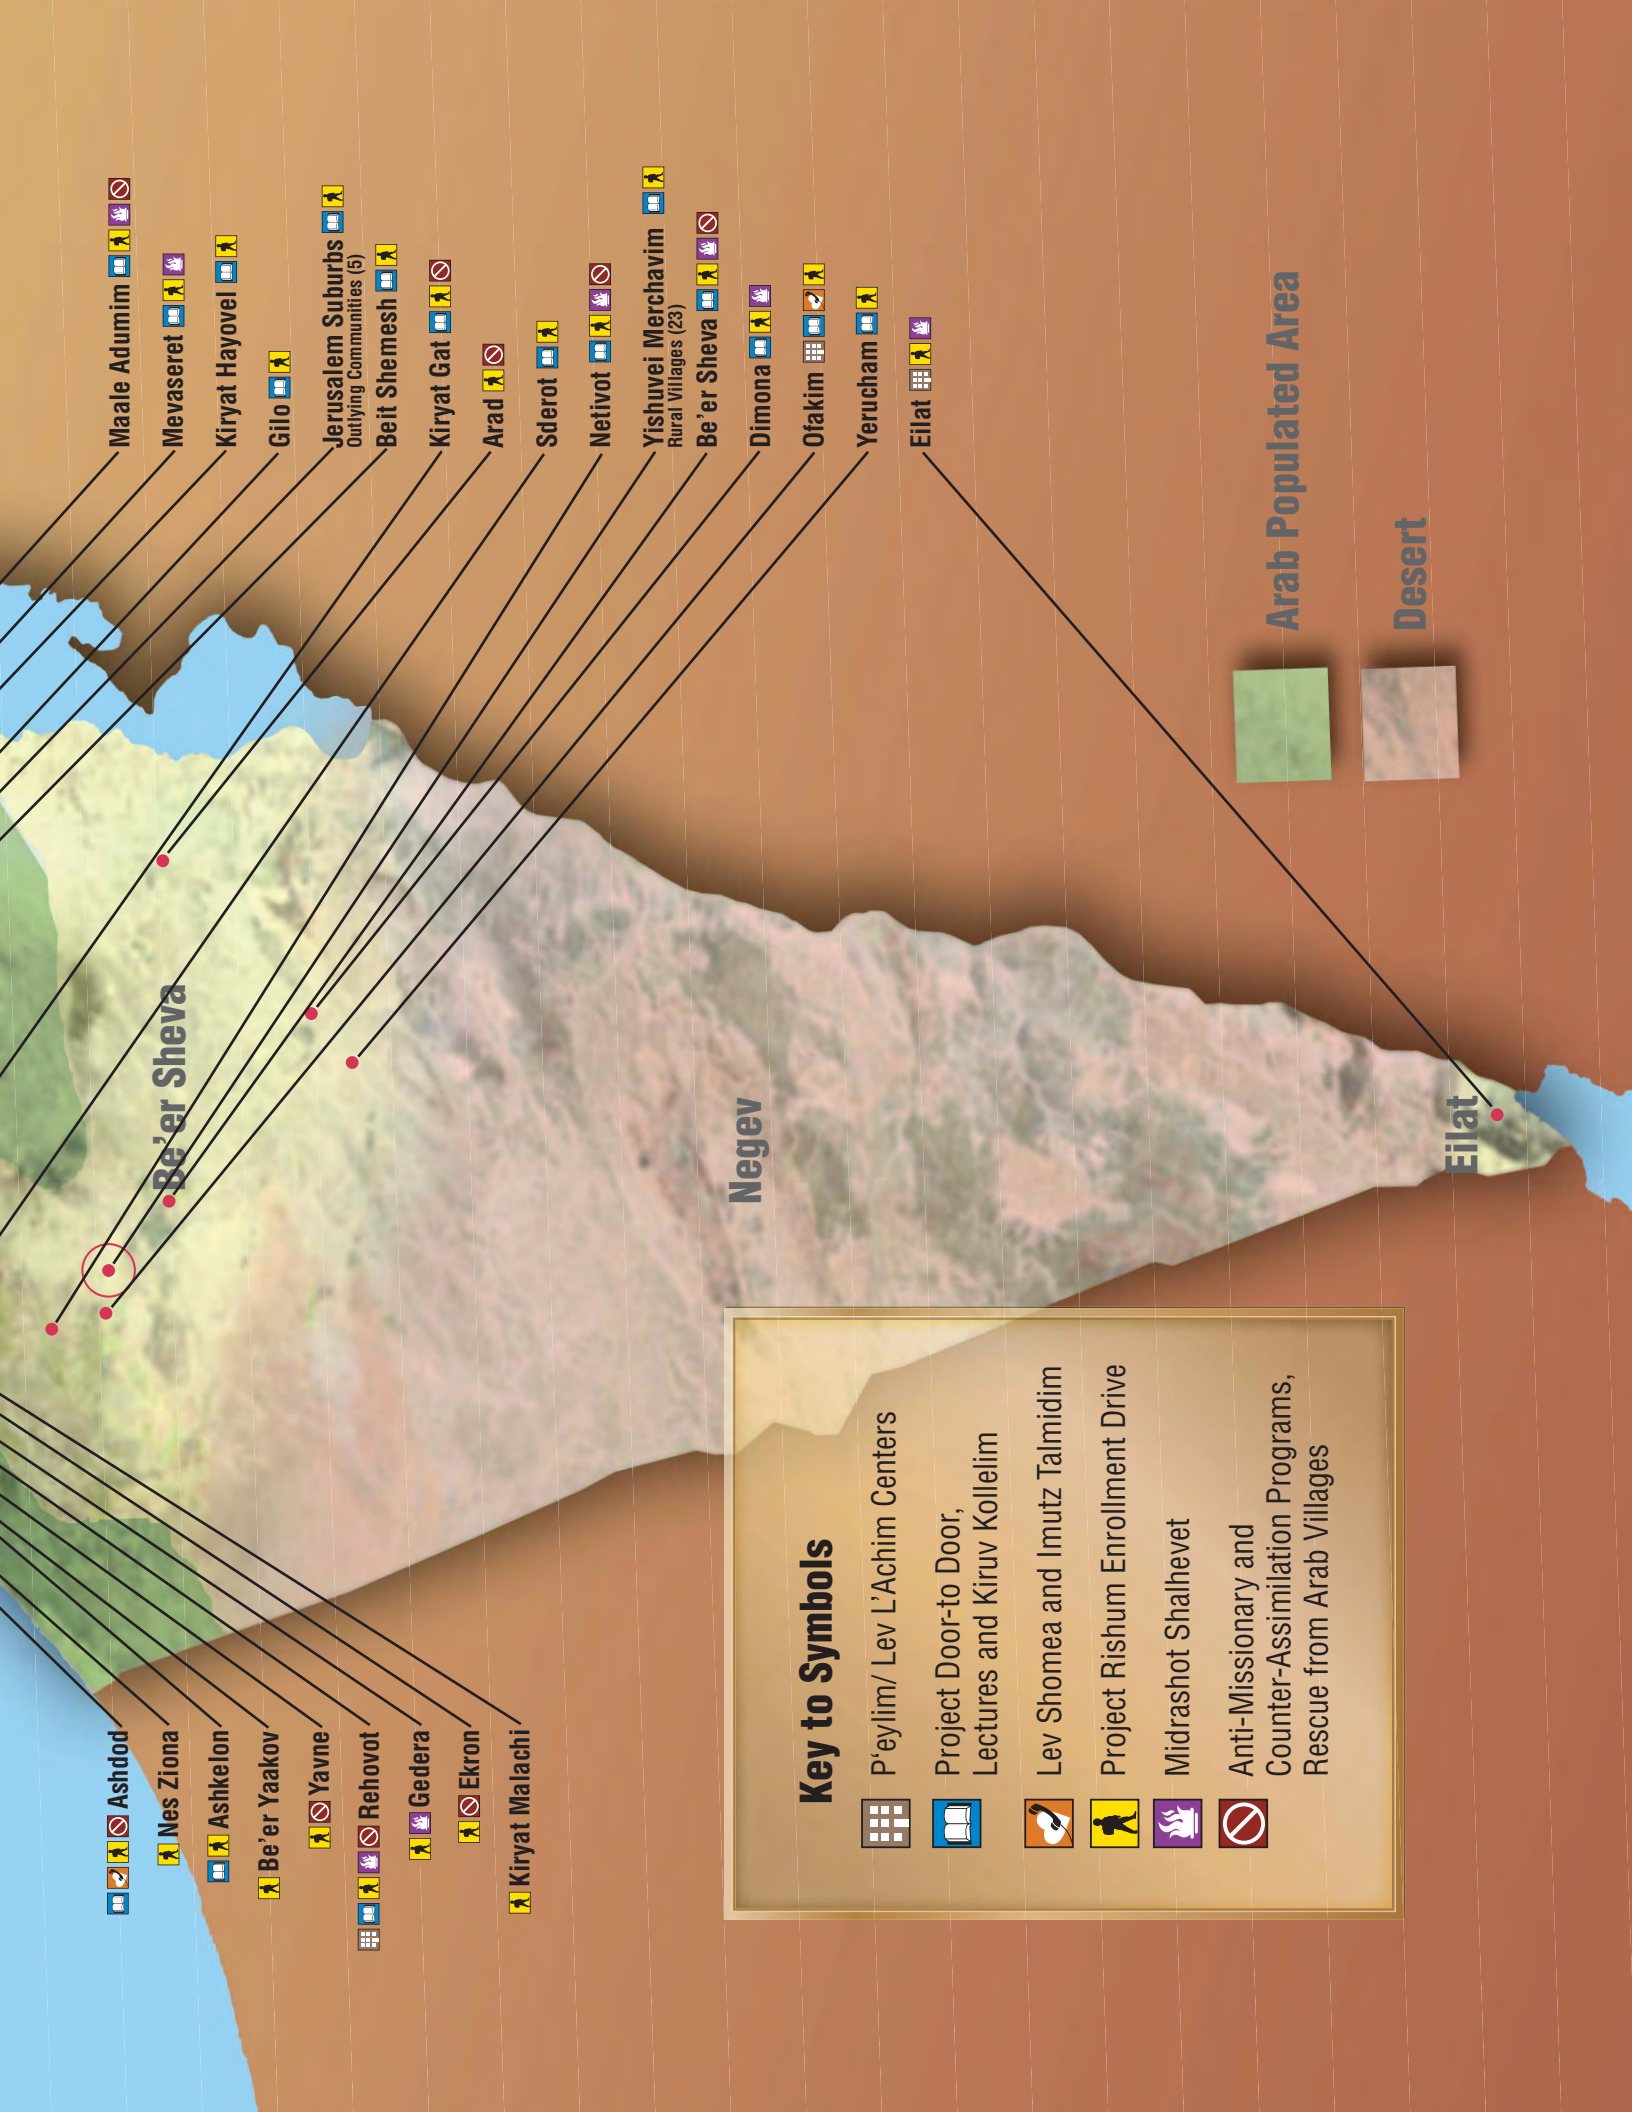 Maale Adumim
Mevaseret
Kiryat Hayovel
Gilo
Jerusalem Suburbs
Outlying Communities (5)
Beit Shemesh
Kiryat Gat
Arad
Sderot
Netivot
Yishuvei Merchavim
Rural Villages (23)
Be’er Sheva
Dimona
Ofakim
Yerucham
Eilat
Be’er Sheva
Negev
Eilat
Arab Populated Area
Desert
Ashdod
Nes Ziona
Ashkelon
Be’er Yaakov
Yavne
Rehovot
Gedera
Ekron
Kiryat Malachi
Key to Symbols
P‘eylim/ Lev L’Achim Centers
Project Door-to Door,
Lectures and Kiruv Kollelim
Lev Shomea and Imutz Talmidim
Project Rishum Enrollment Drive
Midrashot Shalhevet
Anti-Missionary and
Counter-Assimilation Programs,
Rescue from Arab Villages